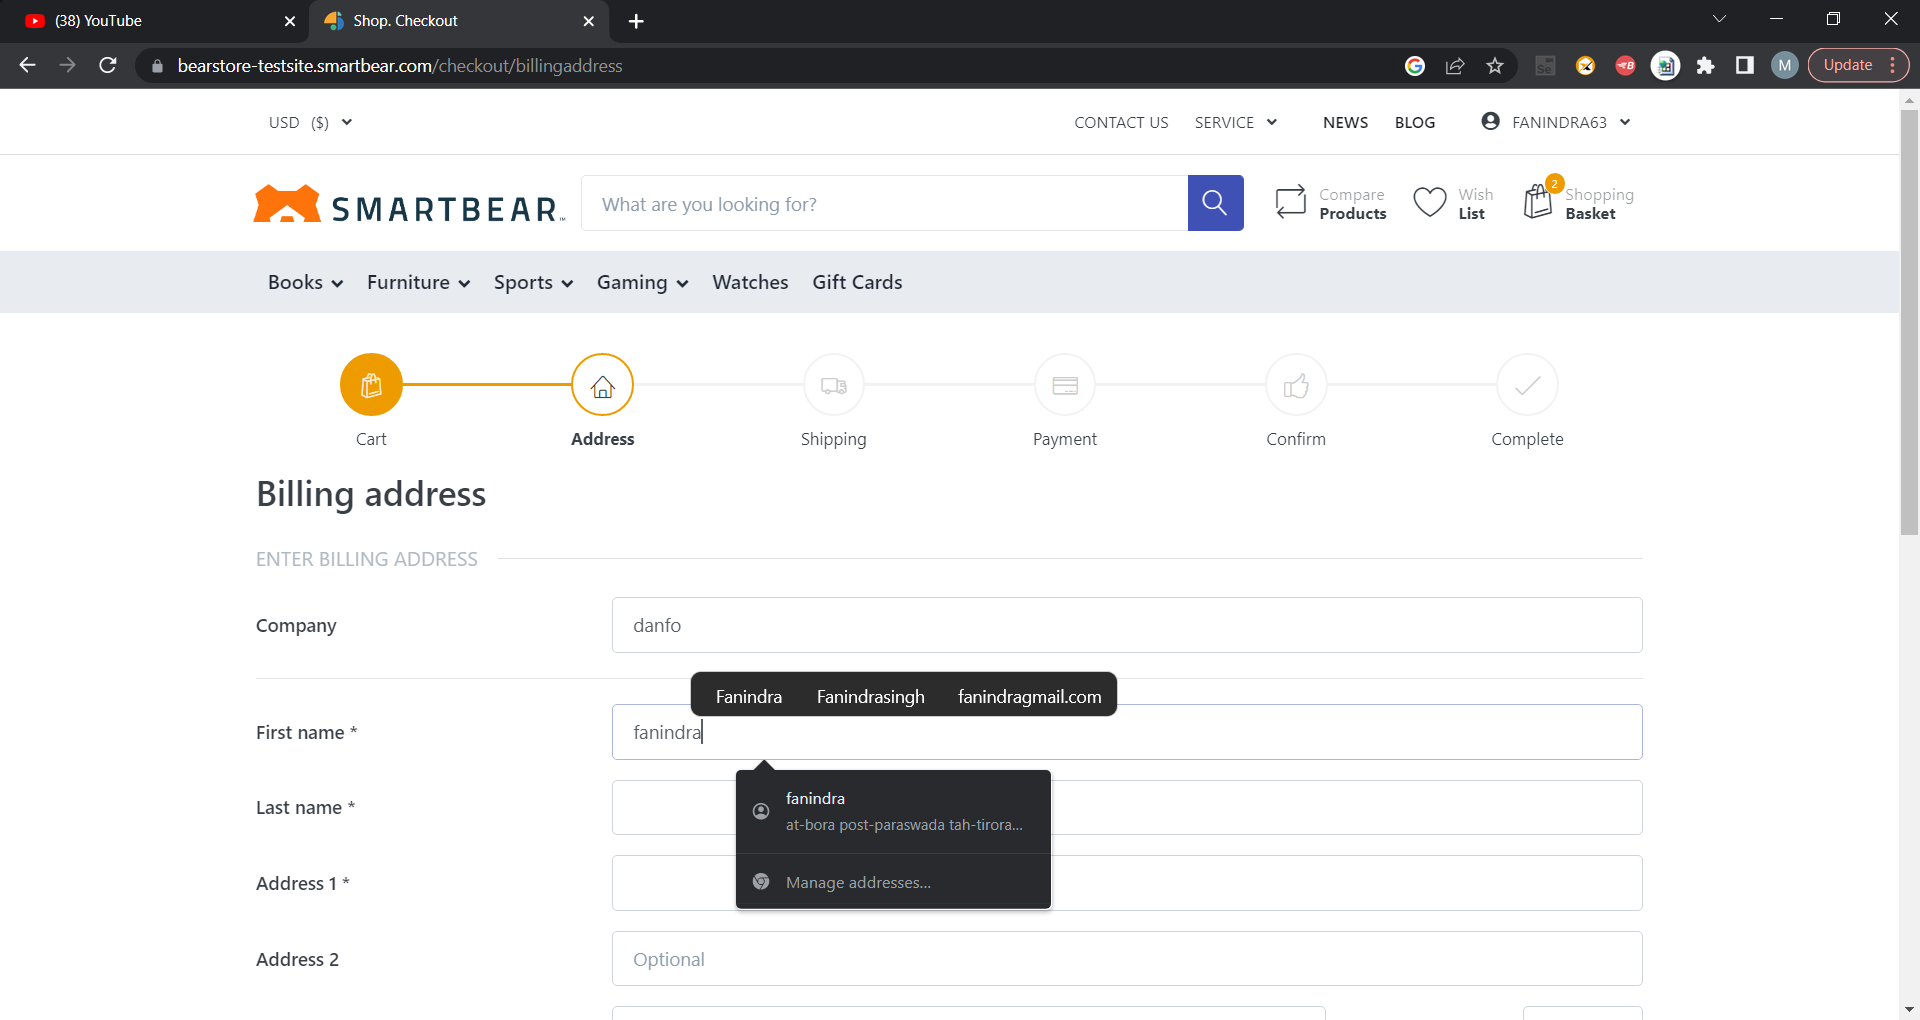 (38) YouTube
Shop. Checkout
bearstore-testsite.smartbear.com/checkout/billingaddress
Se
B
M
Update
USD ($)
CONTACT US
SERVICE
NEWS
BLOG
FANINDRA63
SMARTBEAR™
What are you looking for?
Compare
Products
Wish
List
2
Shopping
Basket
Books
Furniture
Sports
Gaming
Watches
Gift Cards
Cart
Address
Shipping
Payment
Confirm
Complete
Billing address
ENTER BILLING ADDRESS
Company
danfo
Fanindra
Fanindrasingh
fanindragmail.com
First name *
fanindra
Last name *
fanindra
at-bora post-paraswada tah-tirora...
Address 1 *
Manage addresses...
Address 2
Optional